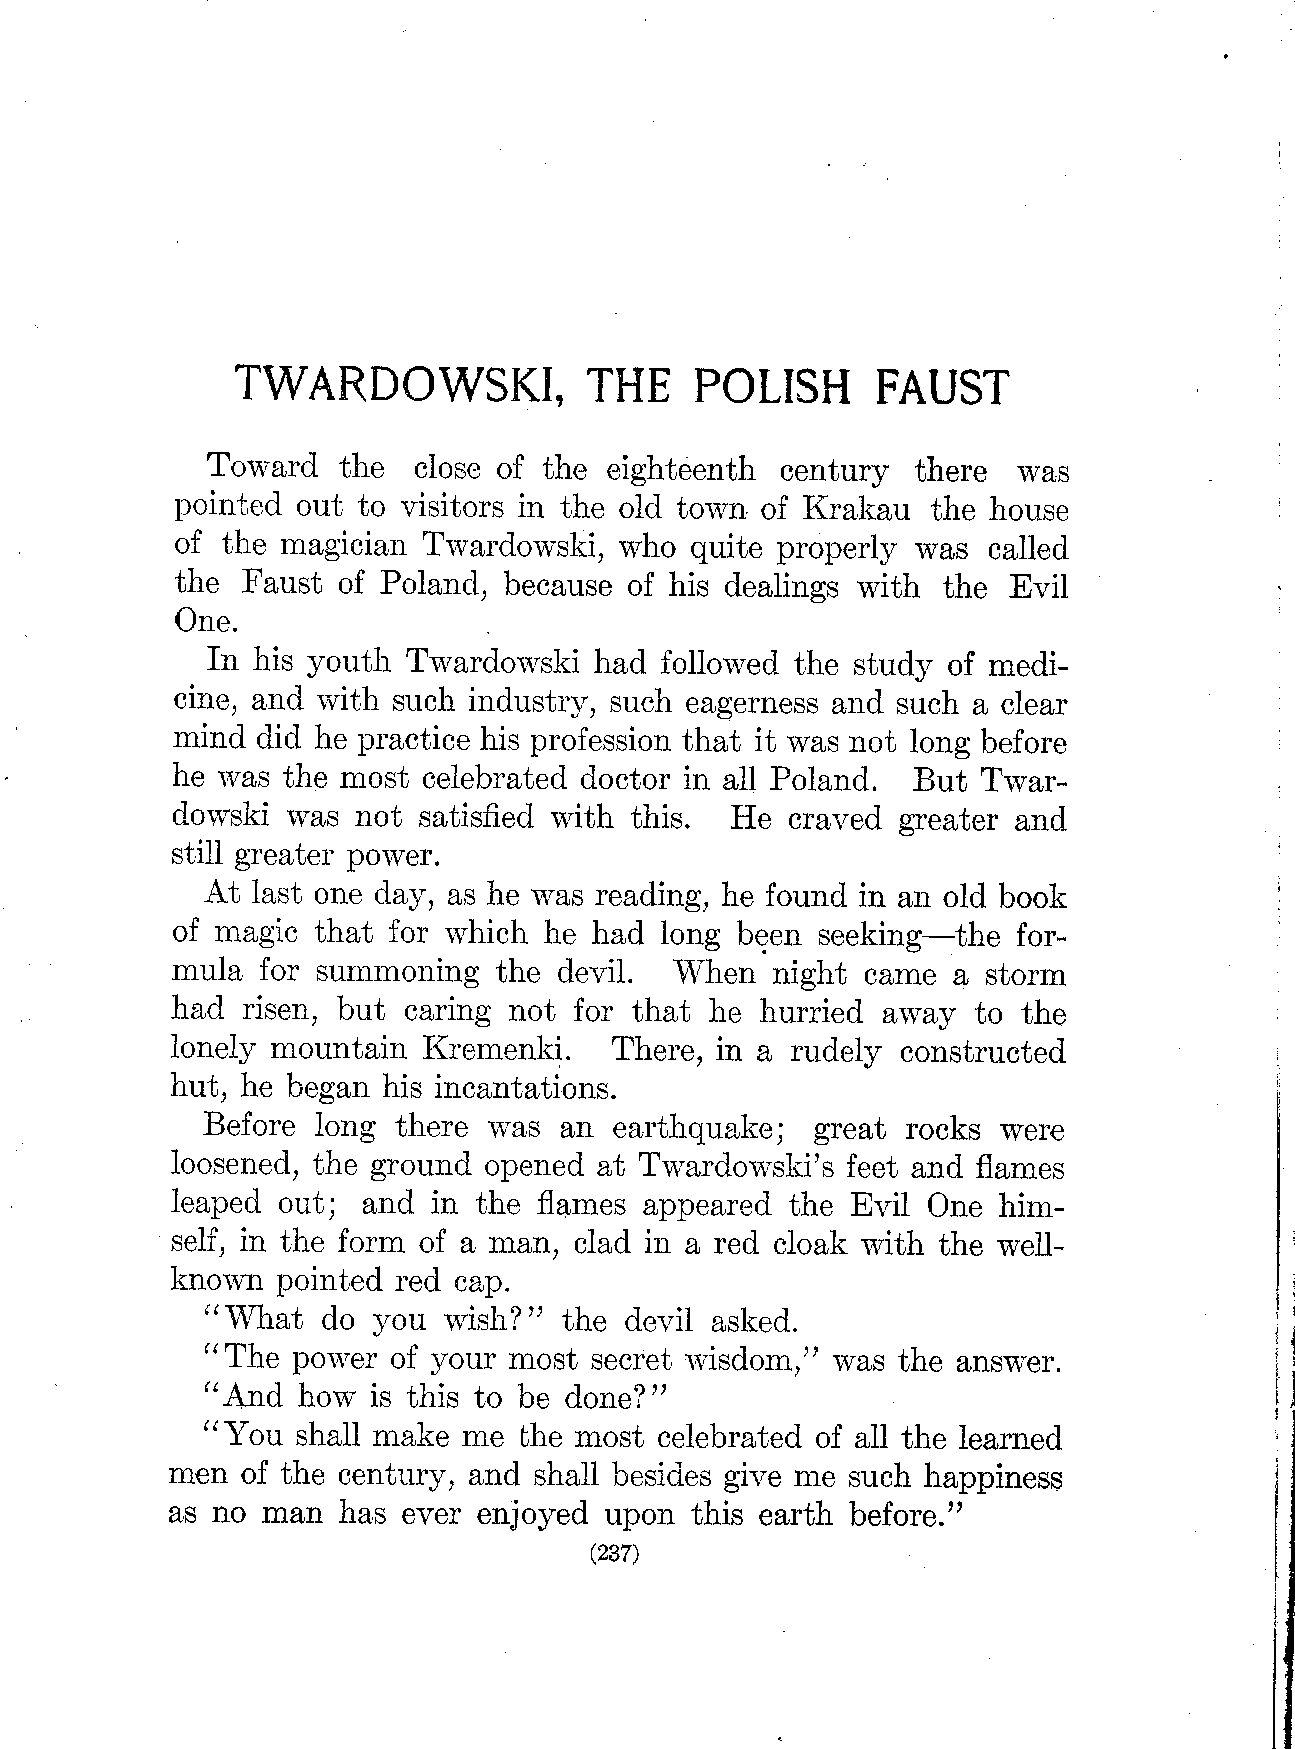 TWARDOWSKI, THE POLISH FAUST
Toward the close of the eighteenth century there was
pointed out to visitors in the old town of Krakau the house
of the magician Twardowski, who quite properly was called
the Faust of Poland, because of his dealings with the Evil
One.
In his youth Twardowski had followed the study of medi-
cine, and with such industry, such eagerness and such a clear
mind did he practice his profession that it was not long before
he was the most celebrated doctor in all Poland. But Twar-
dowski was not satisfied with this. He craved greater and
still greater power.
At last one day, as he was reading, he found in an old book
of magic that for which he had long been seeking—the for-
mula for summoning the devil. When night came a storm
had risen, but caring not for that he hurried away to the
lonely mountain Kremenki. There, in a rudely constructed
hut, he began his incantations.
Before long there was an earthquake; great rocks were
loosened, the ground opened at Twardowski's feet and flames
leaped out; and in the flames appeared the Evil One him-
self, in the form of a man, clad in a red cloak with the well-
known pointed red cap.
"What do you wish?" the devil asked.
"The power of your most secret wisdom," was the answer.
"And how is this to be done?"
"You shall make me the most celebrated of all the learned
men of the century, and shall besides give me such happiness
as no man has ever enjoyed upon this earth before."
(237)